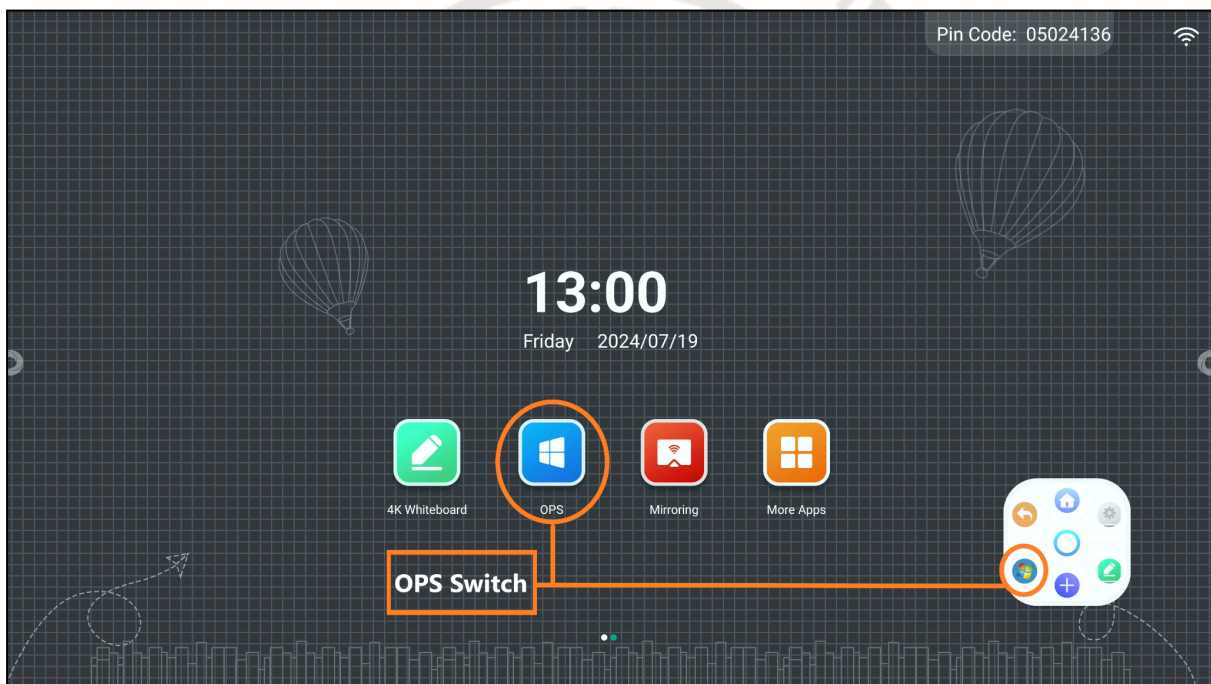 Pin Code: 05024136
13:00
Friday 2024/07/19
4K Whiteboard OPS Mirroring More Apps
OPS Switch